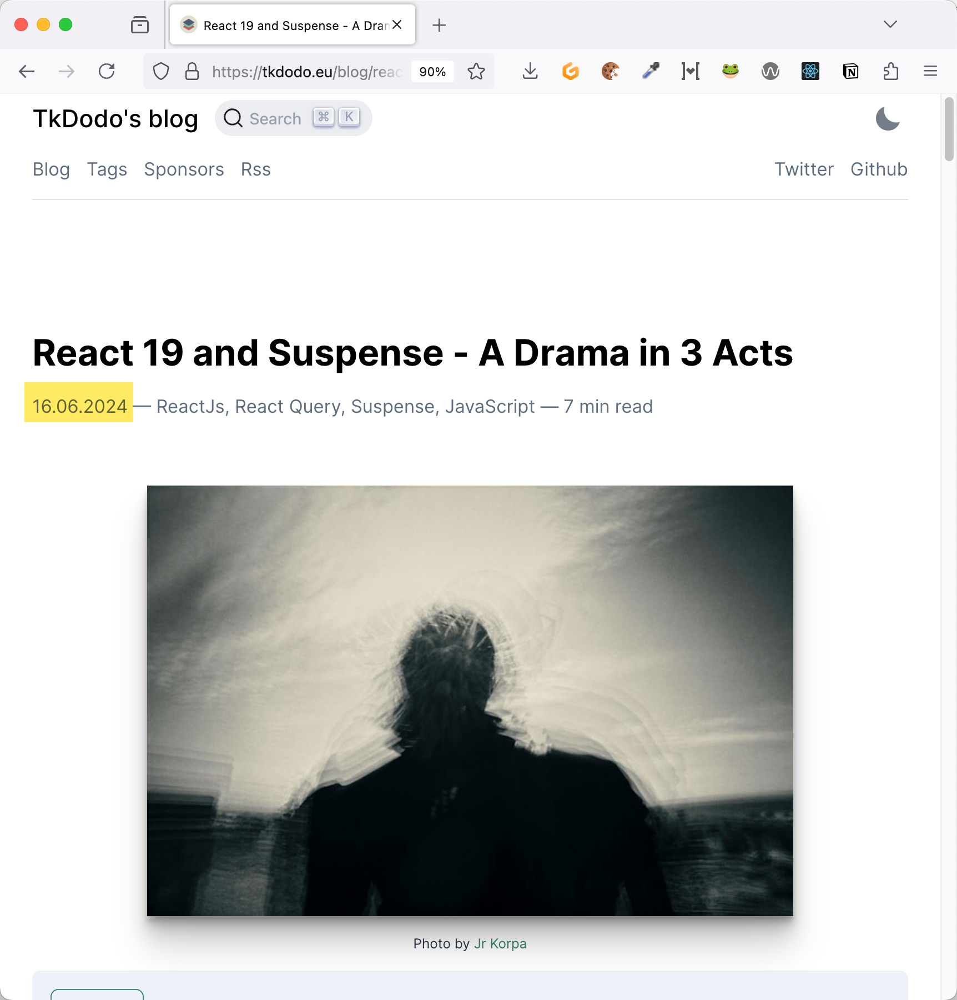 React 19 and Suspense - A Dran
https://tkdodo.eu/blog/reac 90%
TkDodo's blog Search ⌘ K
Blog Tags Sponsors Rss Twitter Github
React 19 and Suspense - A Drama in 3 Acts
16.06.2024 — ReactJs, React Query, Suspense, JavaScript — 7 min read
Photo by Jr Korpa